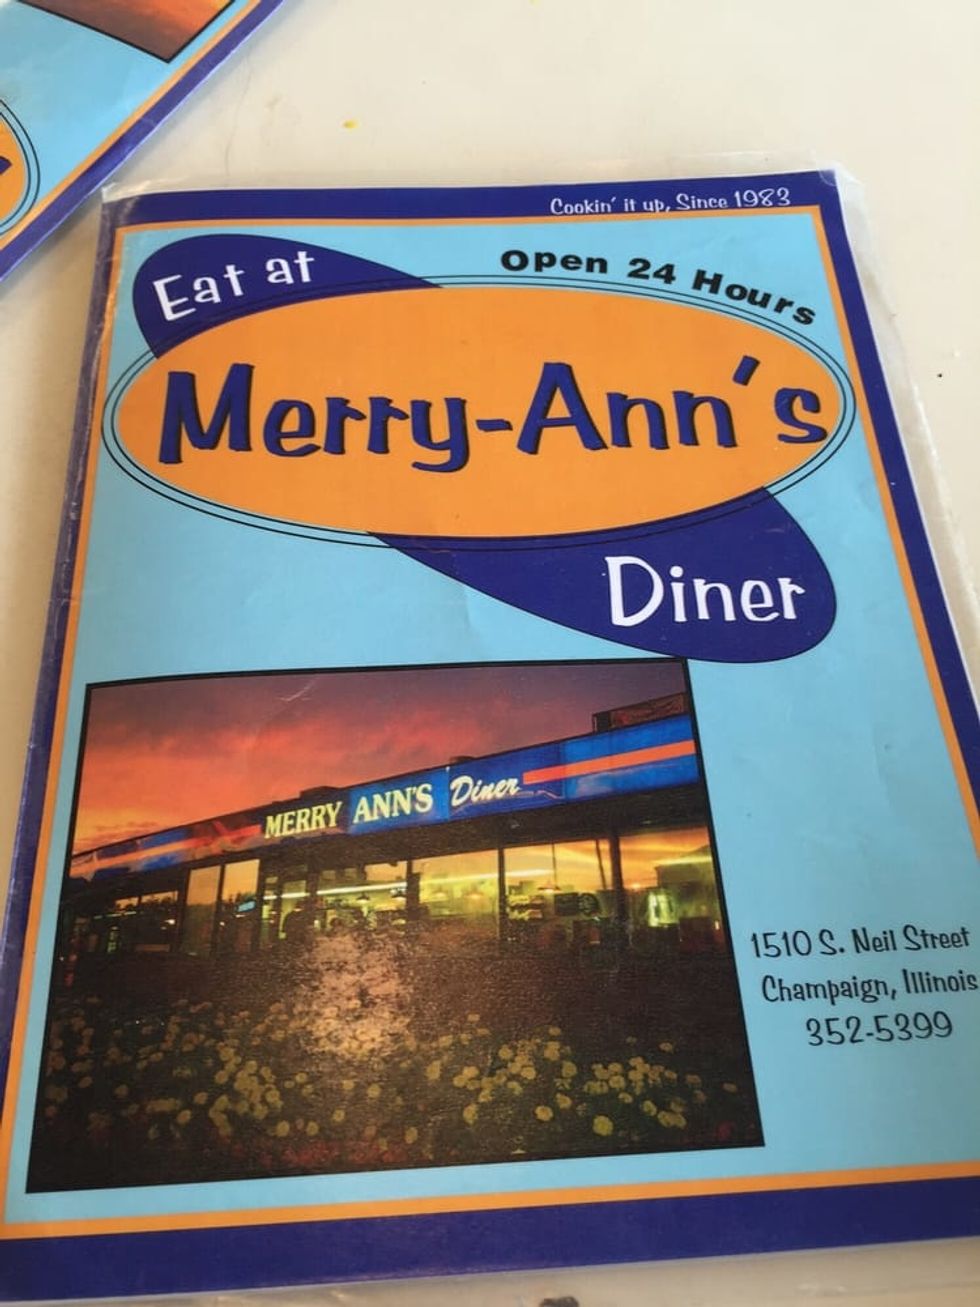 Cookin' it up, Since 1983
Eat at
Open 24 Hours
Merry-Ann's
Diner
MERRY ANN'S Diner
1510 S. Neil Street
Champaign, Illinois
352-5399